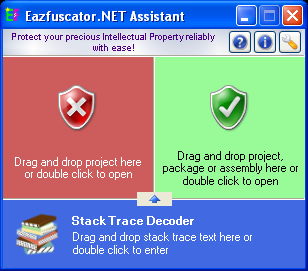 Eazfuscator.NET Assistant
Protect your precious Intellectual Property reliably
with ease!
Drag and drop project here
or double click to open
Drag and drop project,
package or assembly here or
double click to open
Stack Trace Decoder
Drag and drop stack trace text here or
double click to enter